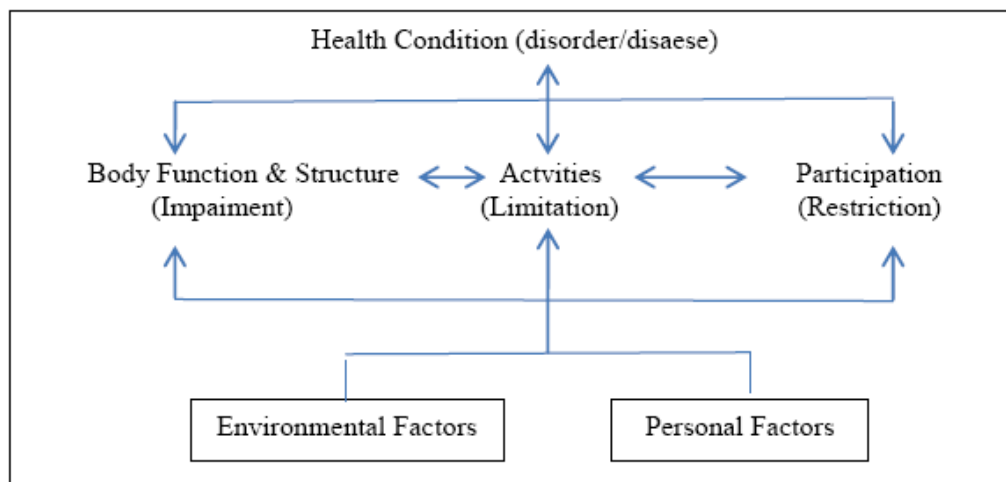 Health Condition (disorder/disaese)
Body Function & Structure
(Impaiment)
Actvities
(Limitation)
Participation
(Restriction)
Environmental Factors
Personal Factors